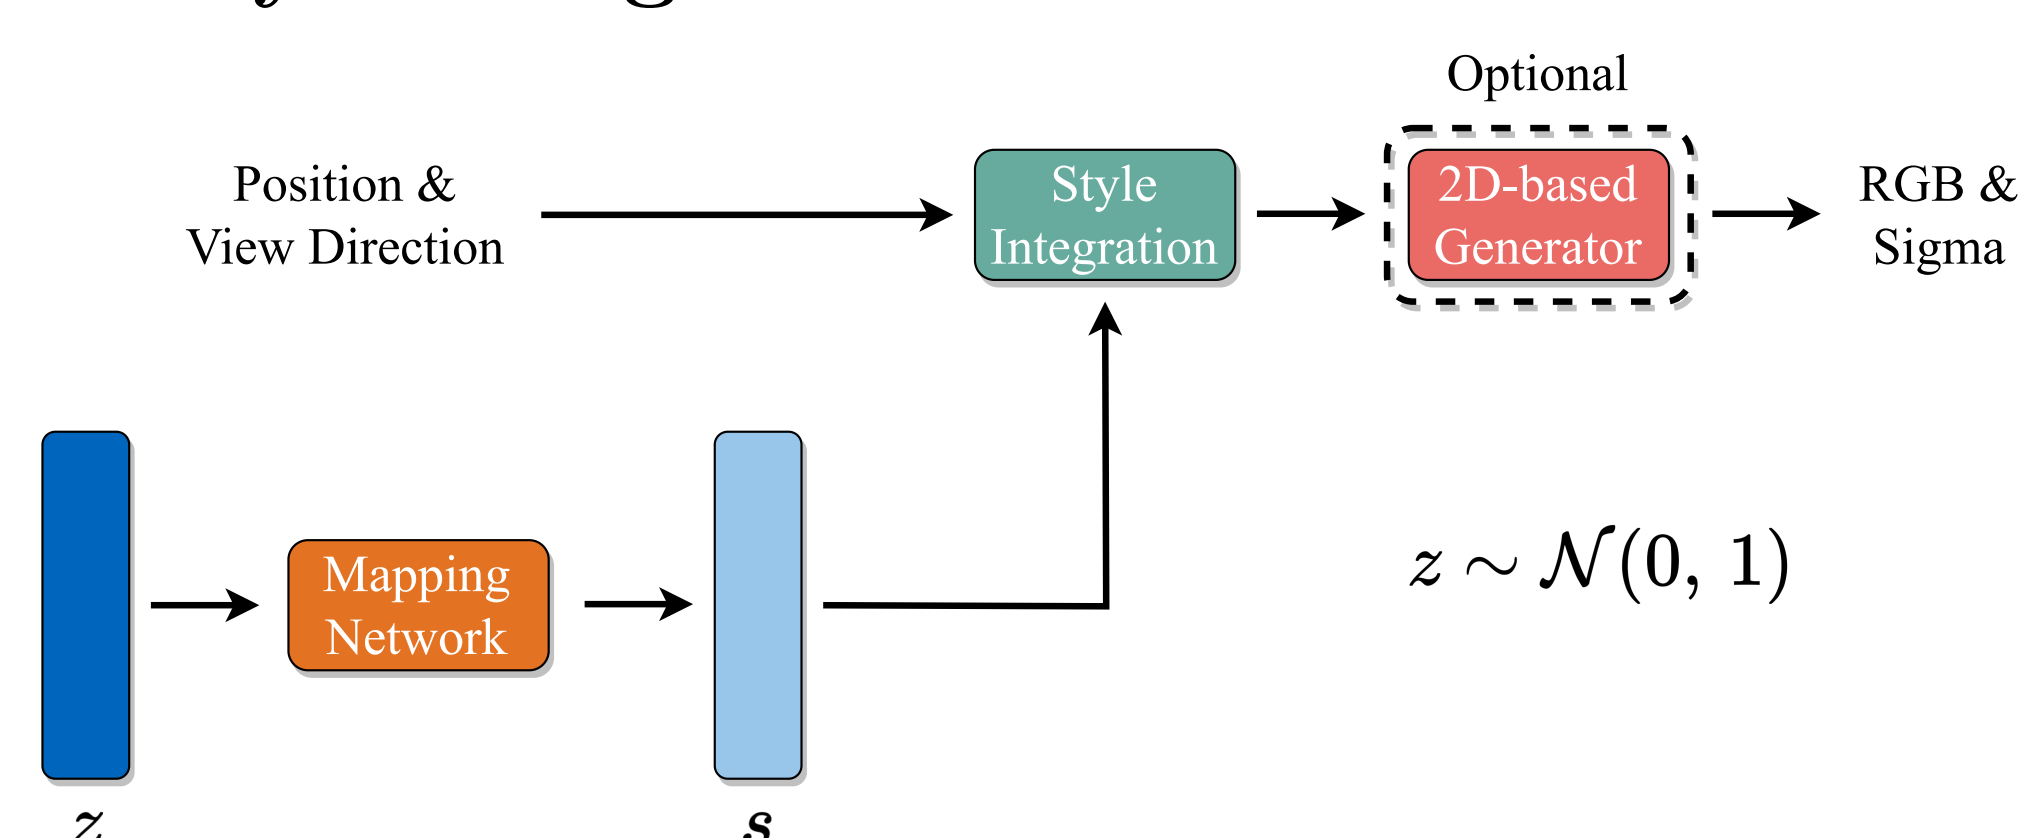 Optional
Position &
View Direction
Style
Integration
2D-based
Generator
RGB &
Sigma
Mapping
Network
z ∼ 𝒩(0, 1)
z
s